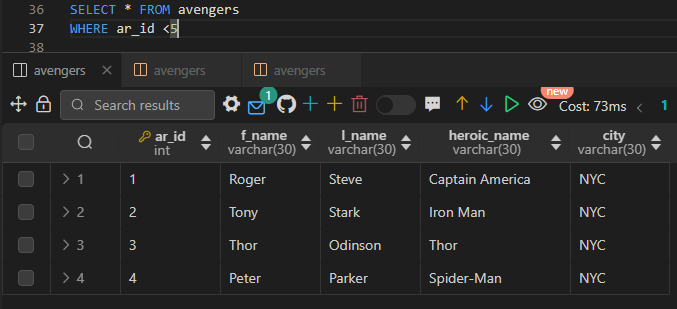 36 SELECT * FROM avengers
37 WHERE ar_id <5
38
avengers avengers avengers
Search results 1 new Cost: 73ms 1
ar_id f_name l_name heroic_name city
int varchar(30) varchar(30) varchar(30) varchar(30)
1 1 Roger Steve Captain America NYC
2 2 Tony Stark Iron Man NYC
3 3 Thor Odinson Thor NYC
4 4 Peter Parker Spider-Man NYC